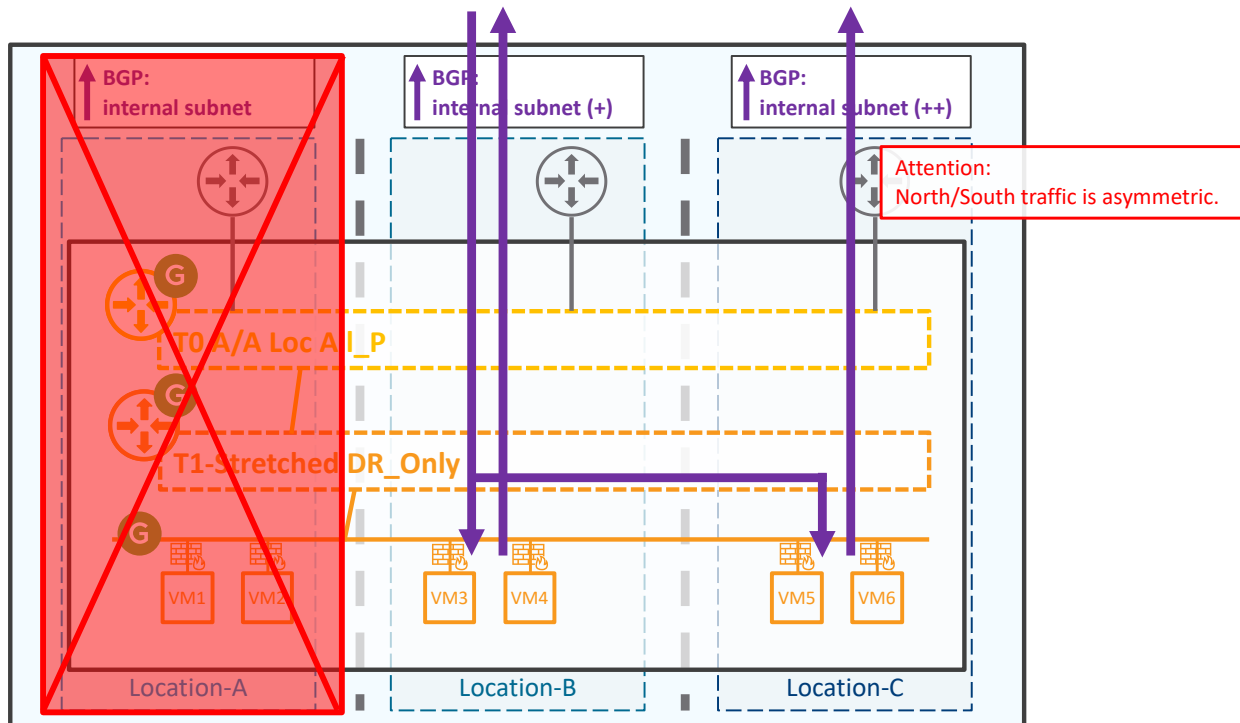 BGP:
internal subnet
BGP:
internal subnet (+)
BGP:
internal subnet (++)
Attention:
North/South traffic is asymmetric.
G
T0 A/A Loc All_P
G
T1-Stretched DR_Only
G
VM1
VM2
VM3
VM4
VM5
VM6
Location-A
Location-B
Location-C